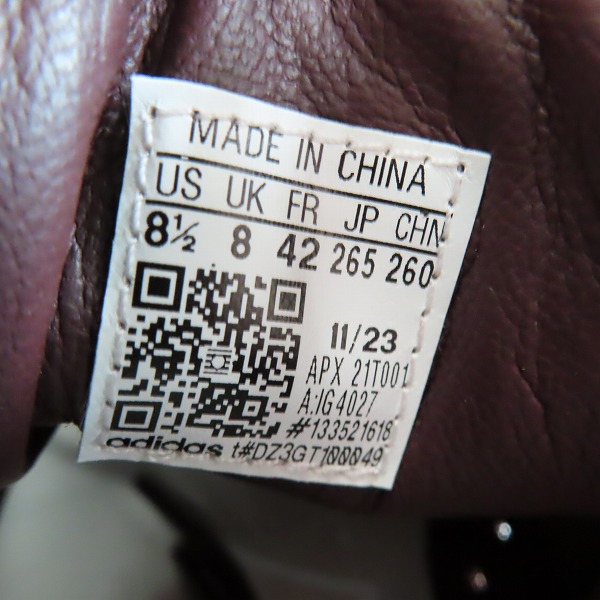 MADE IN CHINA
US UK FR JP CHN
8½ 8 42 265 260
11/23
APX 21T001
A:IG4027
#133521618
adidas t#DZ3GT100049